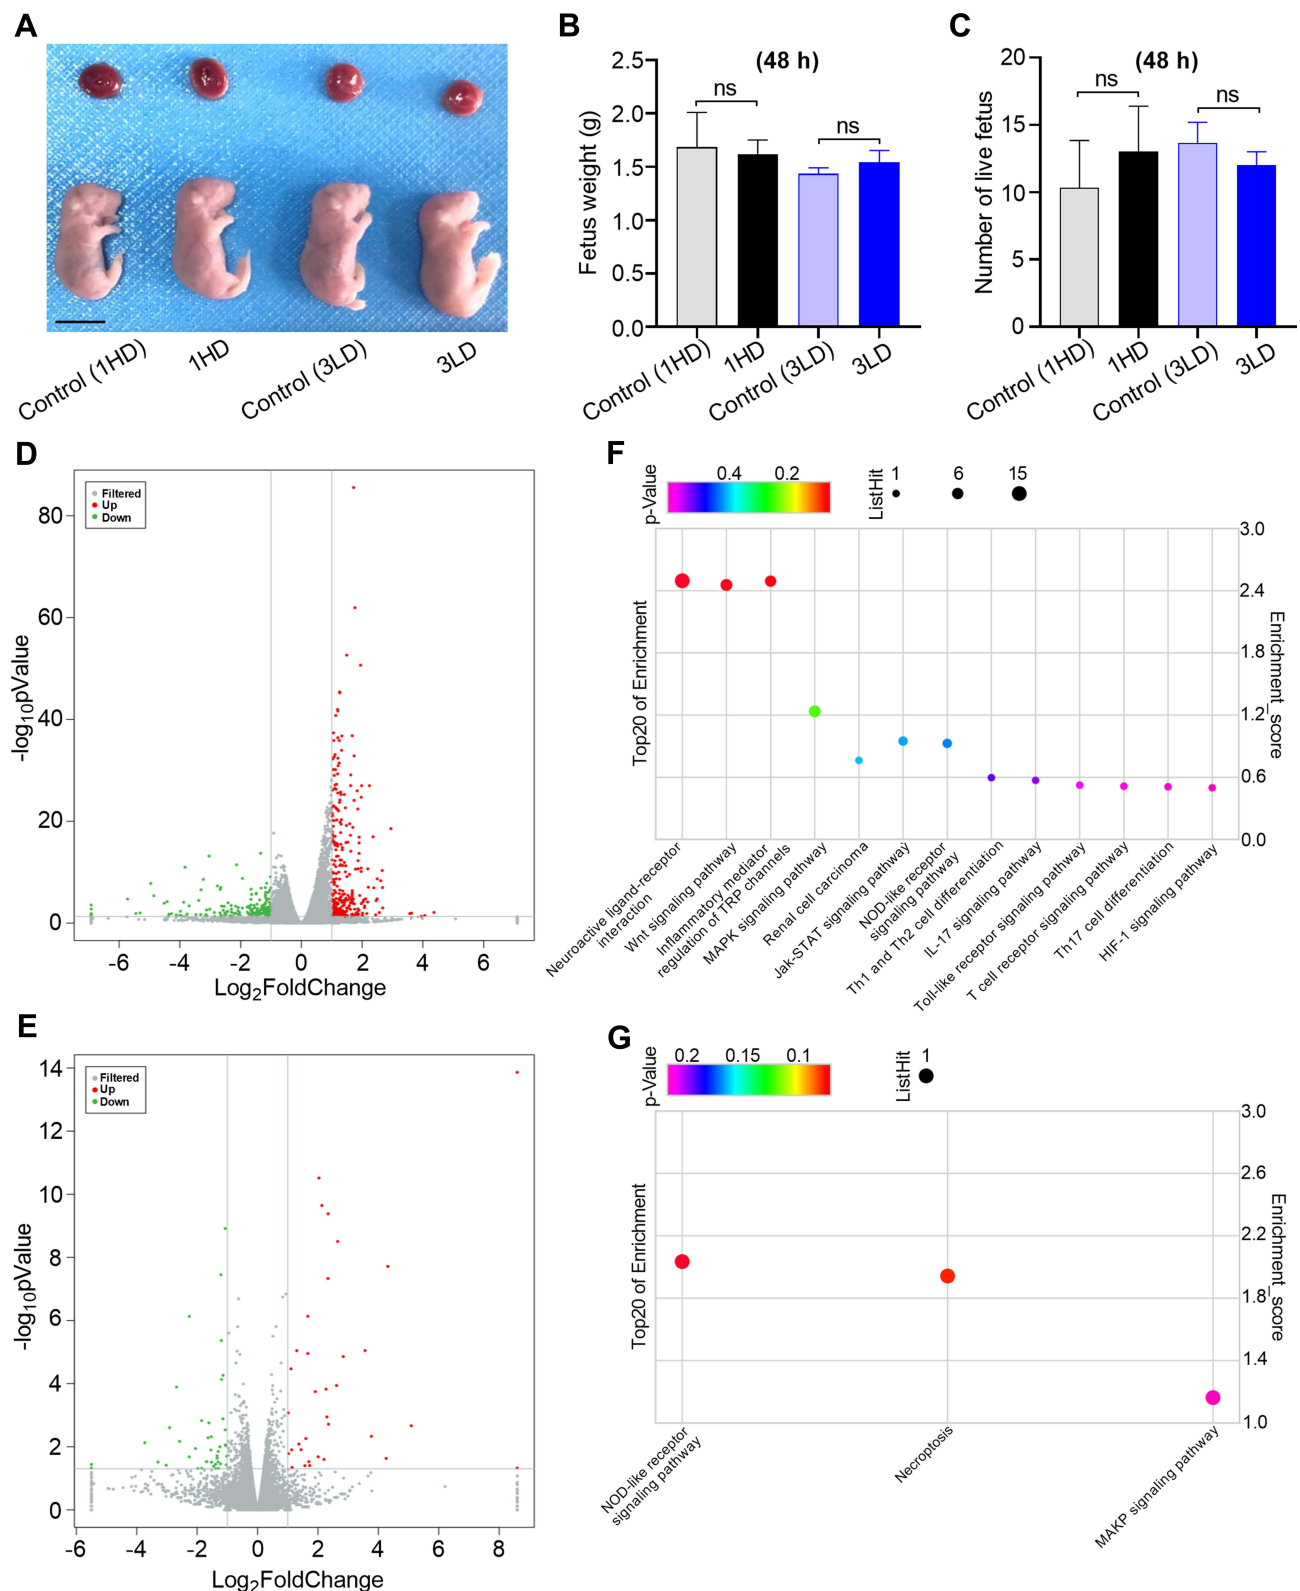 A
Control (1HD)
1HD
Control (3LD)
3LD
B
(48 h)
ns
ns
Fetus weight (g)
2.5
2.0
1.5
1.0
0.5
0.0
Control (1HD)
1HD
Control (3LD)
3LD
C
(48 h)
ns
ns
Number of live fetus
20
15
10
5
0
Control (1HD)
1HD
Control (3LD)
3LD
D
Filtered
Up
Down
-log10pValue
80
60
40
20
0
-6
-4
-2
0
2
4
6
Log2FoldChange
E
Filtered
Up
Down
-log10pValue
14
12
10
8
6
4
2
0
-6
-4
-2
0
2
4
6
8
Log2FoldChange
F
p-Value
0.4
0.2
ListHit
1
6
15
Top20 of Enrichment
3.0
2.4
1.8
1.2
0.6
0.0
Enrichment_score
Neuroactive ligand-receptor
interaction
Wnt signaling pathway
Inflammatory mediator
regulation of TRP channels
MAPK signaling pathway
Renal cell carcinoma
Jak-STAT signaling pathway
NOD-like receptor
signaling pathway
Th1 and Th2 cell differentiation
IL-17 signaling pathway
Toll-like receptor signaling pathway
T cell receptor signaling pathway
Th17 cell differentiation
HIF-1 signaling pathway
G
p-Value
0.2
0.15
0.1
ListHit
1
Top20 of Enrichment
3.0
2.6
2.2
1.8
1.4
1.0
Enrichment_score
NOD-like receptor
signaling pathway
Necroptosis
MAKP signaling pathway